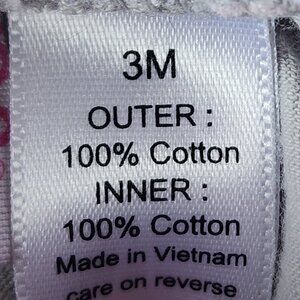 3M
OUTER :
100% Cotton
INNER :
100% Cotton
Made in Vietnam
care on reverse